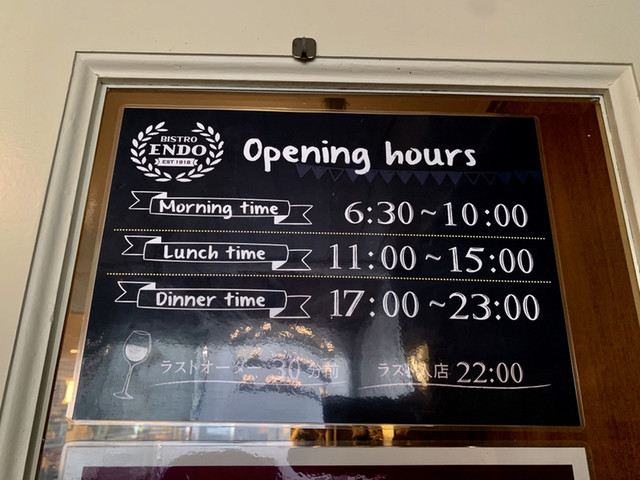 BISTRO
ENDO
EST 1918
Opening hours
Morning time 6:30~10:00
Lunch time 11:00~15:00
Dinner time 17:00~23:00
ラストオーダー 30分前 ラスト入店 22:00